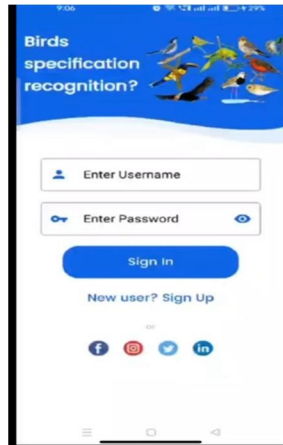 9:06
29%
Birds
specification
recognition?
Enter Username
Enter Password
Sign In
New user? Sign Up
or